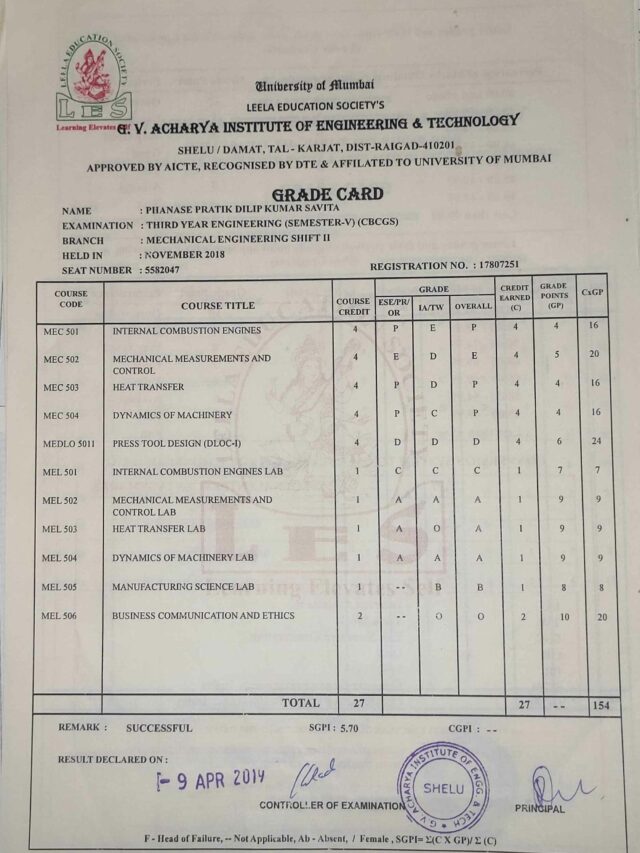 LEELA EDUCATION SOCIETY
LES
Learning Elevates Self
University of Mumbai
LEELA EDUCATION SOCIETY'S
G. V. ACHARYA INSTITUTE OF ENGINEERING & TECHNOLOGY
SHELU / DAMAT, TAL - KARJAT, DIST-RAIGAD-410201
APPROVED BY AICTE, RECOGNISED BY DTE & AFFILATED TO UNIVERSITY OF MUMBAI
GRADE CARD
NAME : PHANASE PRATIK DILIP KUMAR SAVITA
EXAMINATION : THIRD YEAR ENGINEERING (SEMESTER-V) (CBCGS)
BRANCH : MECHANICAL ENGINEERING SHIFT II
HELD IN : NOVEMBER 2018
SEAT NUMBER : 5582047 REGISTRATION NO. : 17807251
COURSE CODE COURSE TITLE COURSE CREDIT GRADE ESE/PR/OR IA/TW OVERALL CREDIT EARNED (C) GRADE POINTS (GP) CxGP
MEC 501 INTERNAL COMBUSTION ENGINES 4 P E P 4 4 16
MEC 502 MECHANICAL MEASUREMENTS AND 4 E D E 4 5 20
CONTROL
MEC 503 HEAT TRANSFER 4 P D P 4 4 16
MEC 504 DYNAMICS OF MACHINERY 4 P C P 4 4 16
MEDLO 5011 PRESS TOOL DESIGN (DLOC-I) 4 D D D 4 6 24
MEL 501 INTERNAL COMBUSTION ENGINES LAB 1 C C C 1 7 7
MEL 502 MECHANICAL MEASUREMENTS AND 1 A A A 1 9 9
CONTROL LAB
MEL 503 HEAT TRANSFER LAB 1 A O A 1 9 9
MEL 504 DYNAMICS OF MACHINERY LAB 1 A A A 1 9 9
MEL 505 MANUFACTURING SCIENCE LAB 1 -- B B 1 8 8
MEL 506 BUSINESS COMMUNICATION AND ETHICS 2 -- O O 2 10 20
TOTAL 27 27 -- 154
REMARK : SUCCESSFUL SGPI : 5.70 CGPI : --
RESULT DECLARED ON :
- 9 APR 2019
G. V. ACHARYA INSTITUTE OF ENGG & TECH
SHELU
CONTROLLER OF EXAMINATION PRINCIPAL
F - Head of Failure, -- Not Applicable, Ab - Absent, / Female , SGPI= Σ(C X GP)/ Σ (C)